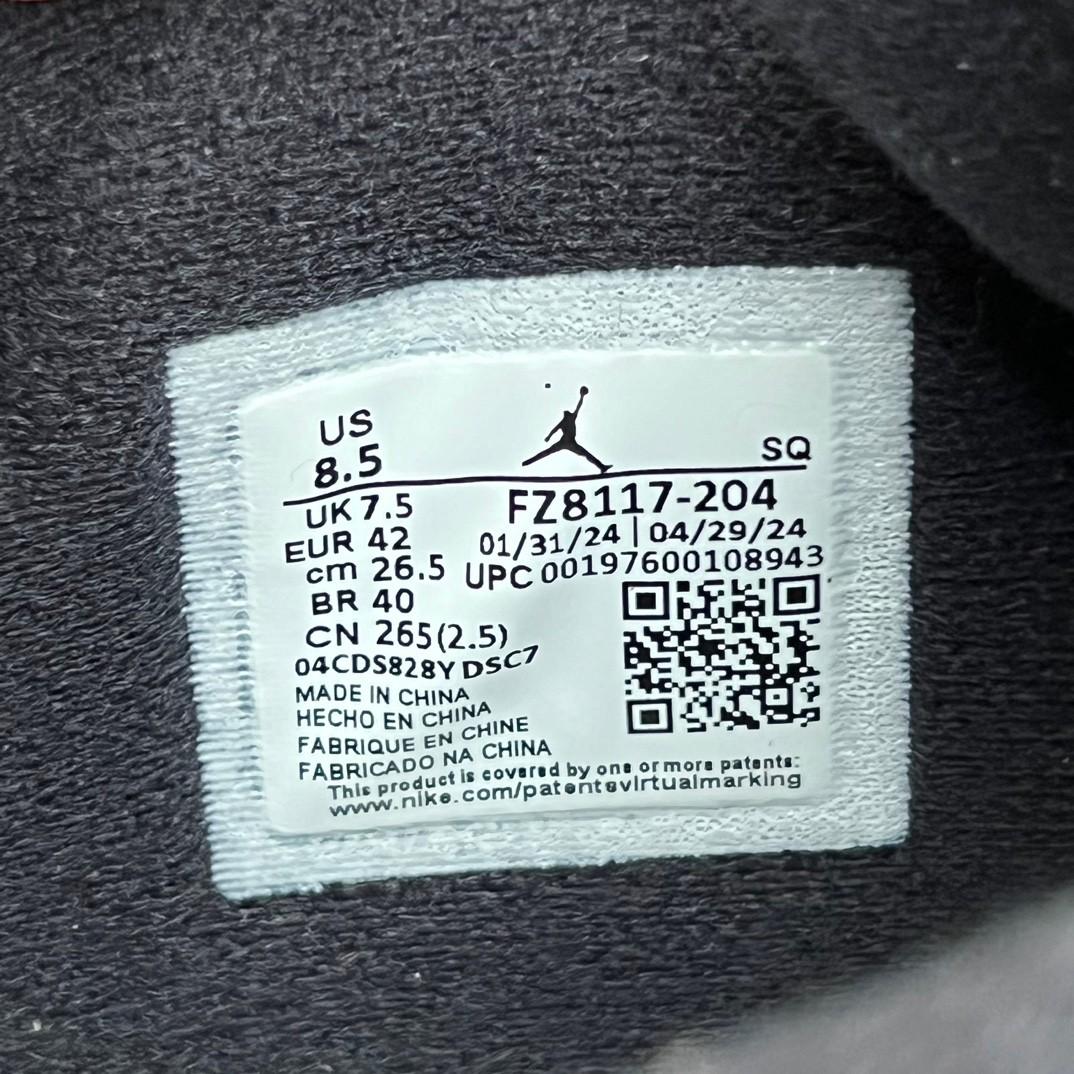 US
8.5
SQ
UK 7.5
EUR 42
cm 26.5
BR 40
CN 265(2.5)
FZ8117-204
01/31/24 | 04/29/24
UPC 00197600108943
04CDS828Y DSC7
MADE IN CHINA
HECHO EN CHINA
FABRIQUE EN CHINE
FABRICADO NA CHINA
This product is covered by one or more patents:
www.nike.com/patentsvirtualmarking